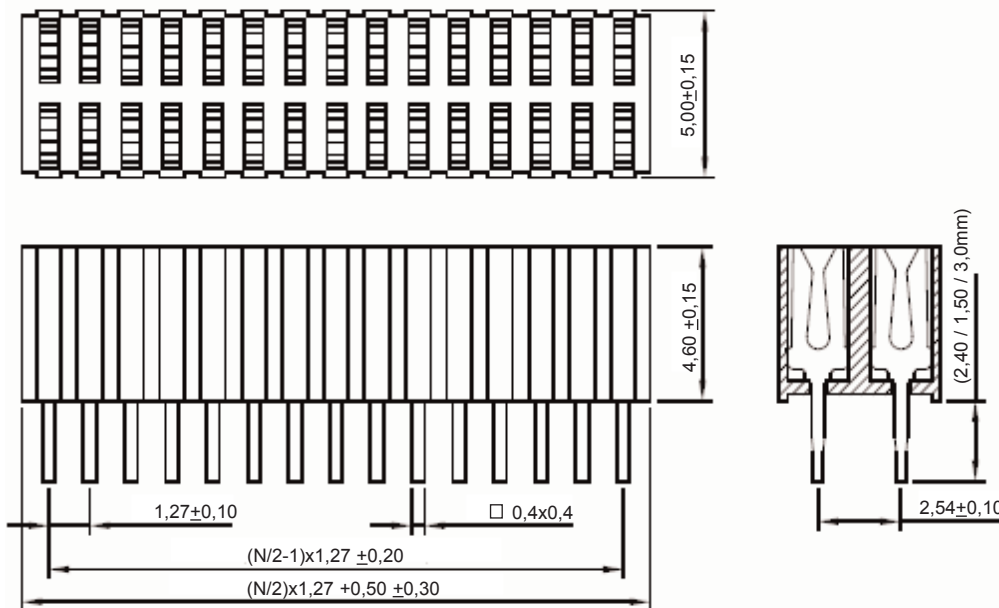 5,00±0,15
4,60 ±0,15
(2,40 / 1,50 / 3,0mm)
1,27±0,10
□ 0,4x0,4
2,54±0,10
(N/2-1)x1,27 ±0,20
(N/2)x1,27 +0,50 ±0,30